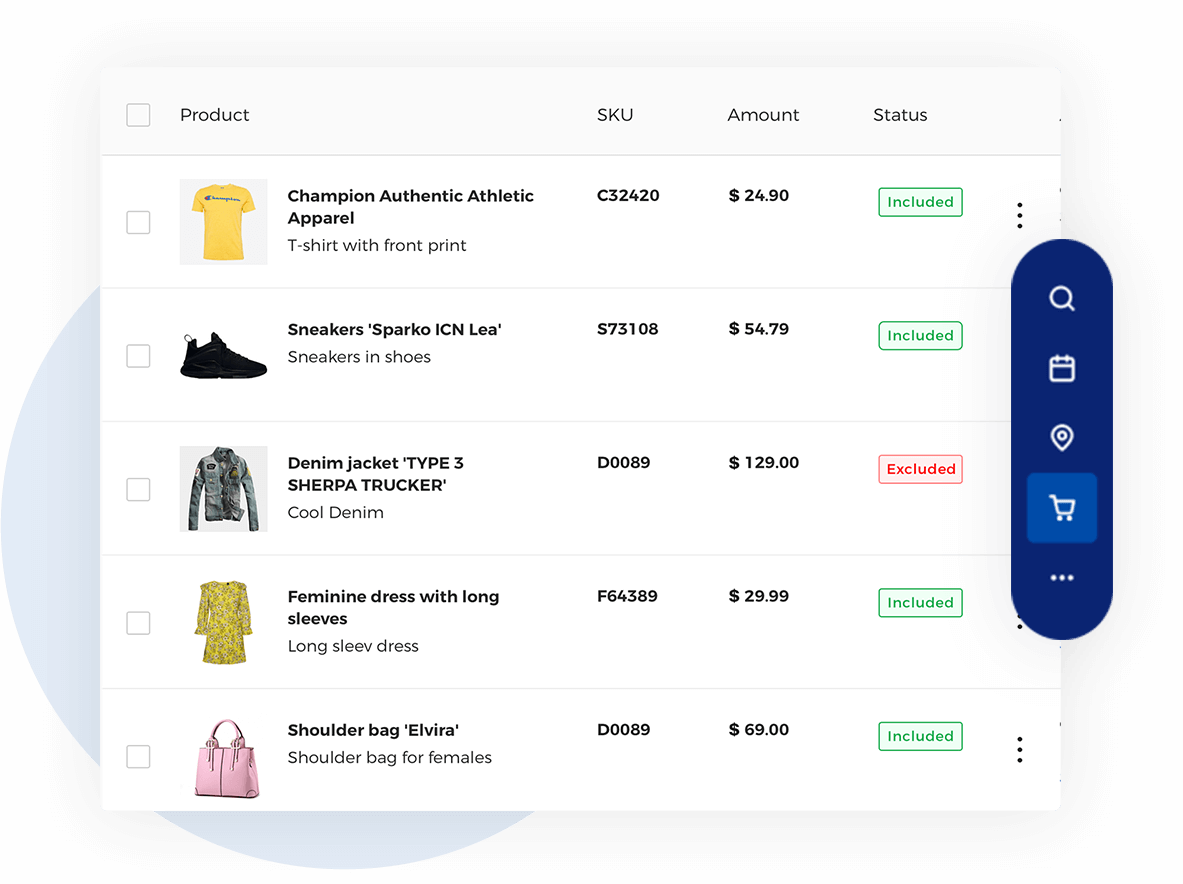 Product SKU Amount Status
Champion Authentic Athletic C32420 $ 24.90 Included
Apparel
T-shirt with front print
Champion
Sneakers 'Sparko ICN Lea' S73108 $ 54.79 Included
Sneakers in shoes
Denim jacket 'TYPE 3 D0089 $ 129.00 Excluded
SHERPA TRUCKER'
Cool Denim
Feminine dress with long F64389 $ 29.99 Included
sleeves
Long sleev dress
Shoulder bag 'Elvira' D0089 $ 69.00 Included
Shoulder bag for females